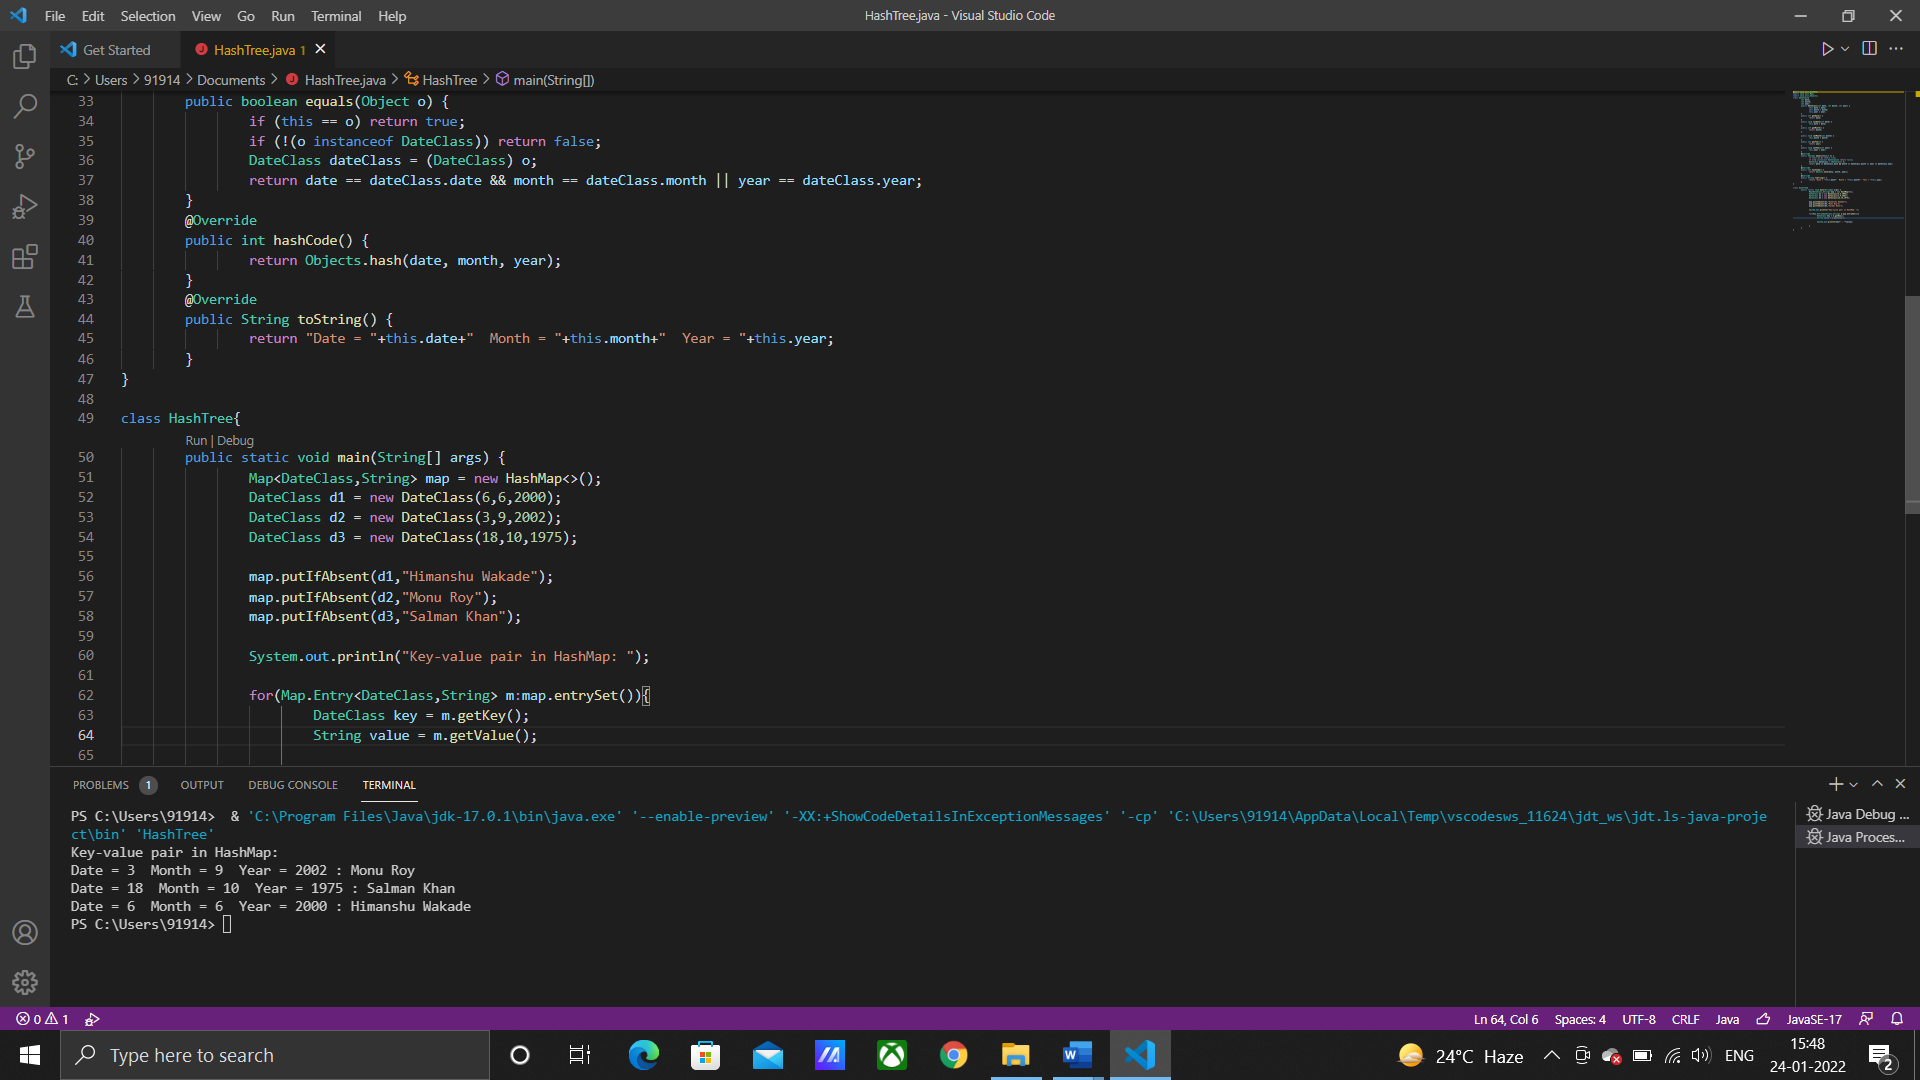 File Edit Selection View Go Run Terminal Help
HashTree.java - Visual Studio Code
Get Started
HashTree.java 1
C: > Users > 91914 > Documents > HashTree.java > HashTree > main(String[])
33 public boolean equals(Object o) {
34 if (this == o) return true;
35 if (!(o instanceof DateClass)) return false;
36 DateClass dateClass = (DateClass) o;
37 return date == dateClass.date && month == dateClass.month || year == dateClass.year;
38 }
39 @Override
40 public int hashCode() {
41 return Objects.hash(date, month, year);
42 }
43 @Override
44 public String toString() {
45 return "Date = "+this.date+"  Month = "+this.month+"  Year = "+this.year;
46 }
47 }
48
49 class HashTree{
Run | Debug
50 public static void main(String[] args) {
51 Map<DateClass,String> map = new HashMap<>();
52 DateClass d1 = new DateClass(6,6,2000);
53 DateClass d2 = new DateClass(3,9,2002);
54 DateClass d3 = new DateClass(18,10,1975);
55
56 map.putIfAbsent(d1,"Himanshu Wakade");
57 map.putIfAbsent(d2,"Monu Roy");
58 map.putIfAbsent(d3,"Salman Khan");
59
60 System.out.println("Key-value pair in HashMap: ");
61
62 for(Map.Entry<DateClass,String> m:map.entrySet()){
63 DateClass key = m.getKey();
64 String value = m.getValue();
65
PROBLEMS 1 OUTPUT DEBUG CONSOLE TERMINAL
PS C:\Users\91914>  & 'C:\Program Files\Java\jdk-17.0.1\bin\java.exe' '--enable-preview' '-XX:+ShowCodeDetailsInExceptionMessages' '-cp' 'C:\Users\91914\AppData\Local\Temp\vscodesws_11624\jdt_ws\jdt.ls-java-proje
ct\bin' 'HashTree'
Key-value pair in HashMap:
Date = 3  Month = 9  Year = 2002 : Monu Roy
Date = 18  Month = 10  Year = 1975 : Salman Khan
Date = 6  Month = 6  Year = 2000 : Himanshu Wakade
PS C:\Users\91914>
Java Debug ...
Java Proces...
0 1
Ln 64, Col 6 Spaces: 4 UTF-8 CRLF Java JavaSE-17
Type here to search
24°C Haze
ENG
15:48
24-01-2022
2